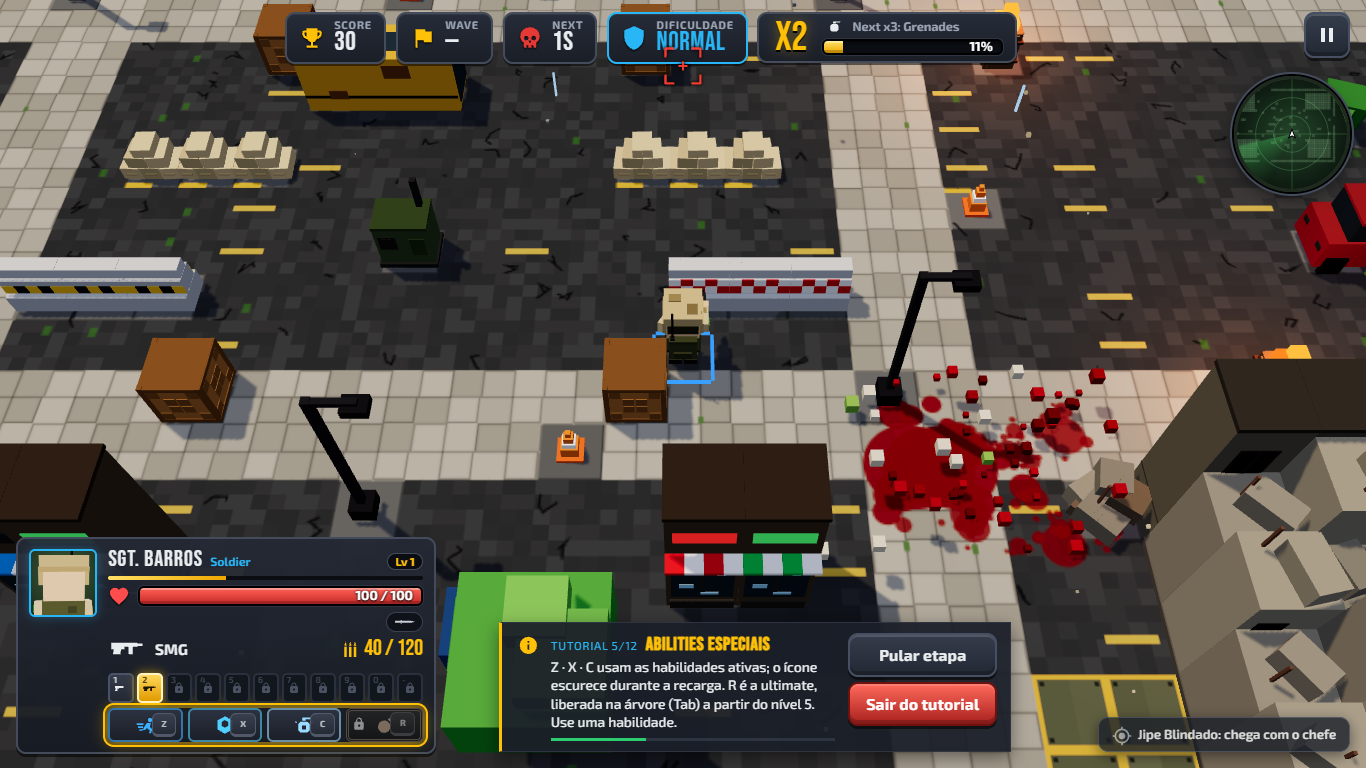 SCORE
30
WAVE
—
NEXT
1S
DIFICULDADE
NORMAL
X2
Next x3: Grenades
11%
SGT. BARROS Soldier
Lv 1
100 / 100
SMG
40 / 120
1 2 3 4 5 6 7 8 9 0
Z X C R
TUTORIAL 5/12 ABILITIES ESPECIAIS
Z · X · C usam as habilidades ativas; o ícone
escurece durante a recarga. R é a ultimate,
liberada na árvore (Tab) a partir do nível 5.
Use uma habilidade.
Pular etapa
Sair do tutorial
Jipe Blindado: chega com o chefe